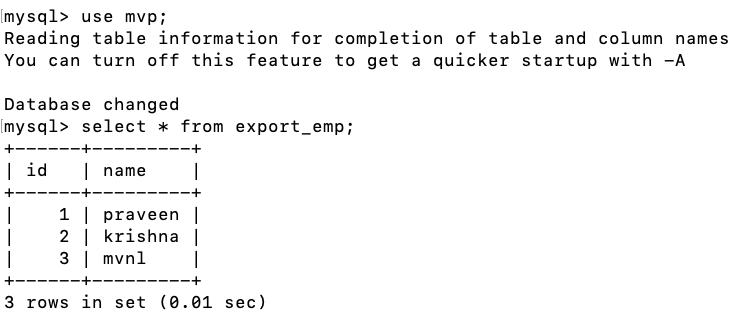 mysql> use mvp;
Reading table information for completion of table and column names
You can turn off this feature to get a quicker startup with -A

Database changed
mysql> select * from export_emp;
+------+---------+
| id   | name    |
+------+---------+
|    1 | praveen |
|    2 | krishna |
|    3 | mvnl    |
+------+---------+
3 rows in set (0.01 sec)